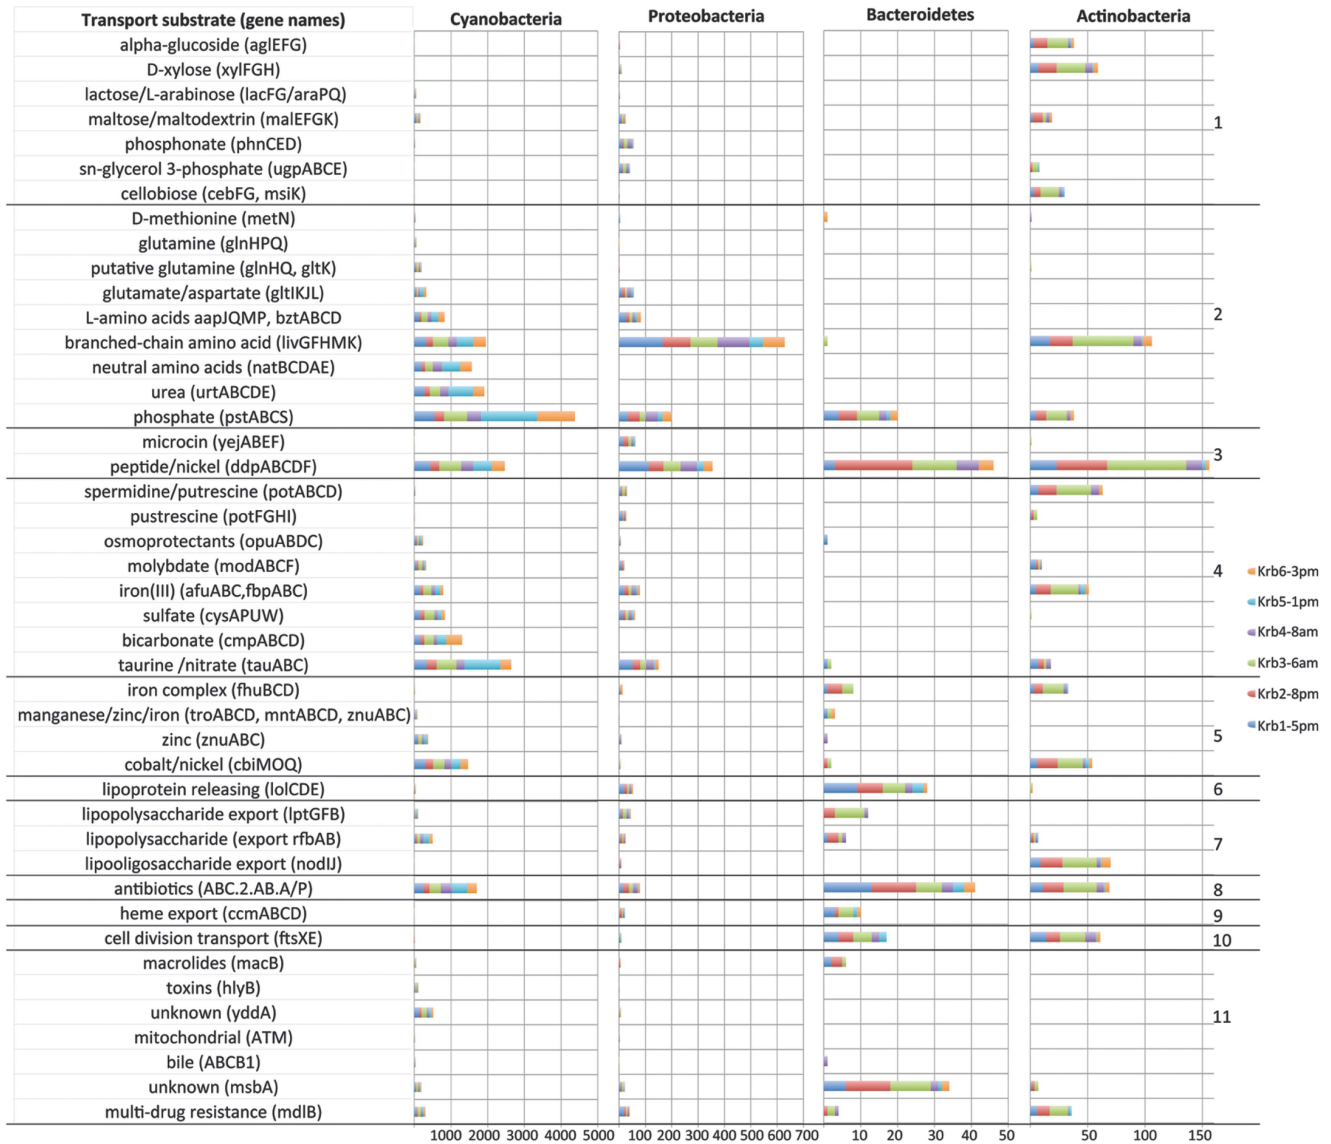 Transport substrate (gene names) Cyanobacteria Proteobacteria Bacteroidetes Actinobacteria
alpha-glucoside (aglEFG)
D-xylose (xylFGH)
lactose/L-arabinose (lacFG/araPQ)
maltose/maltodextrin (malEFGK) 1
phosphonate (phnCED)
sn-glycerol 3-phosphate (ugpABCE)
cellobiose (cebFG, msiK)
D-methionine (metN)
glutamine (glnHPQ)
putative glutamine (glnHQ, gltK)
glutamate/aspartate (gltIKJL)
L-amino acids aapJQMP, bztABCD 2
branched-chain amino acid (livGFHMK)
neutral amino acids (natBCDAE)
urea (urtABCDE)
phosphate (pstABCS)
microcin (yejABEF)
peptide/nickel (ddpABCDF) 3
spermidine/putrescine (potABCD)
pustrescine (potFGHI)
osmoprotectants (opuABDC)
molybdate (modABCF) 4
Krb6-3pm
iron(III) (afuABC,fbpABC)
Krb5-1pm
sulfate (cysAPUW)
Krb4-8am
bicarbonate (cmpABCD)
taurine /nitrate (tauABC)
Krb3-6am
iron complex (fhuBCD)
Krb2-8pm
manganese/zinc/iron (troABCD, mntABCD, znuABC)
Krb1-5pm
zinc (znuABC) 5
cobalt/nickel (cbiMOQ)
lipoprotein releasing (lolCDE) 6
lipopolysaccharide export (lptGFB)
lipopolysaccharide (export rfbAB) 7
lipooligosaccharide export (nodIJ)
antibiotics (ABC.2.AB.A/P) 8
heme export (ccmABCD) 9
cell division transport (ftsXE) 10
macrolides (macB)
toxins (hlyB)
unknown (yddA) 11
mitochondrial (ATM)
bile (ABCB1)
unknown (msbA)
multi-drug resistance (mdlB)
1000 2000 3000 4000 5000 100 200 300 400 500 600 700 10 20 30 40 50 50 100 150